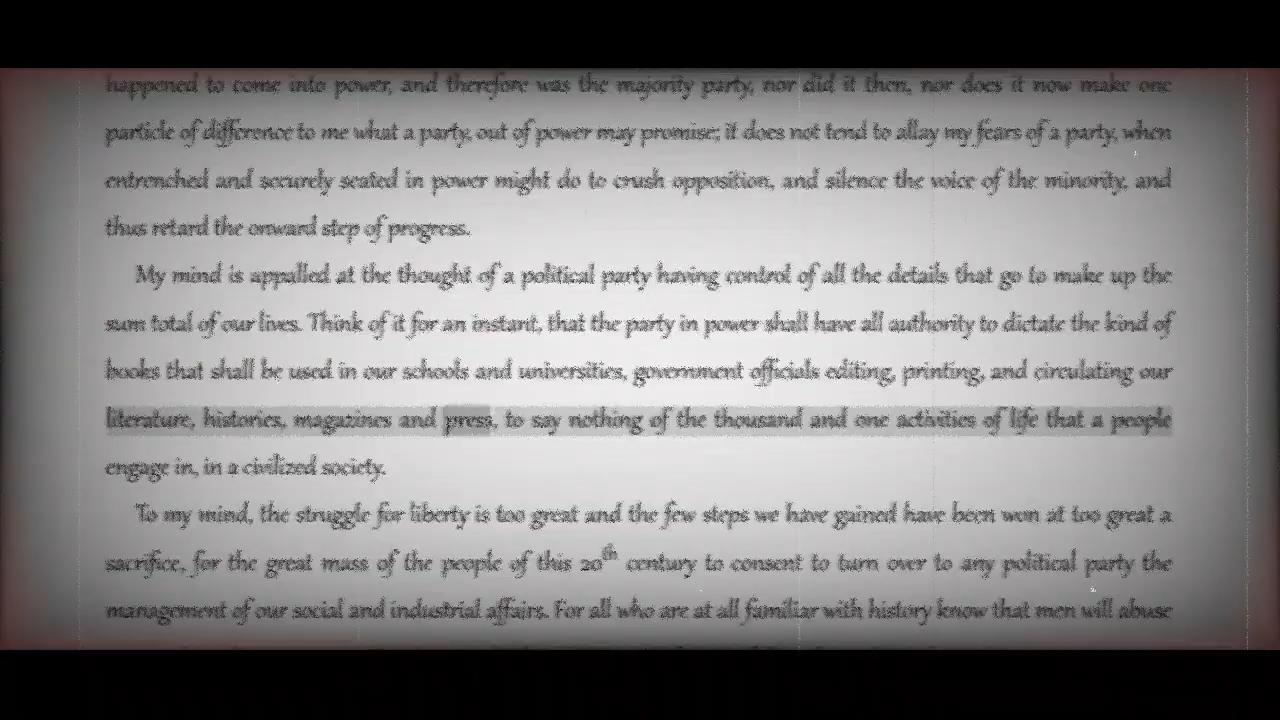 happened to come into power, and therefore was the majority party, nor did it then, nor does it now make one
particle of difference to me what a party, out of power may promise; it does not tend to allay my fears of a party, when
entrenched and securely seated in power might do to crush opposition, and silence the voice of the minority, and
thus retard the onward step of progress.
My mind is appalled at the thought of a political party having control of all the details that go to make up the
sum total of our lives. Think of it for an instant, that the party in power shall have all authority to dictate the kind of
books that shall be used in our schools and universities, government officials editing, printing, and circulating our
literature, histories, magazines and press, to say nothing of the thousand and one activities of life that a people
engage in, in a civilized society.
To my mind, the struggle for liberty is too great and the few steps we have gained have been won at too great a
sacrifice, for the great mass of the people of this 20th century to consent to turn over to any political party the
management of our social and industrial affairs. For all who are at all familiar with history know that men will abuse